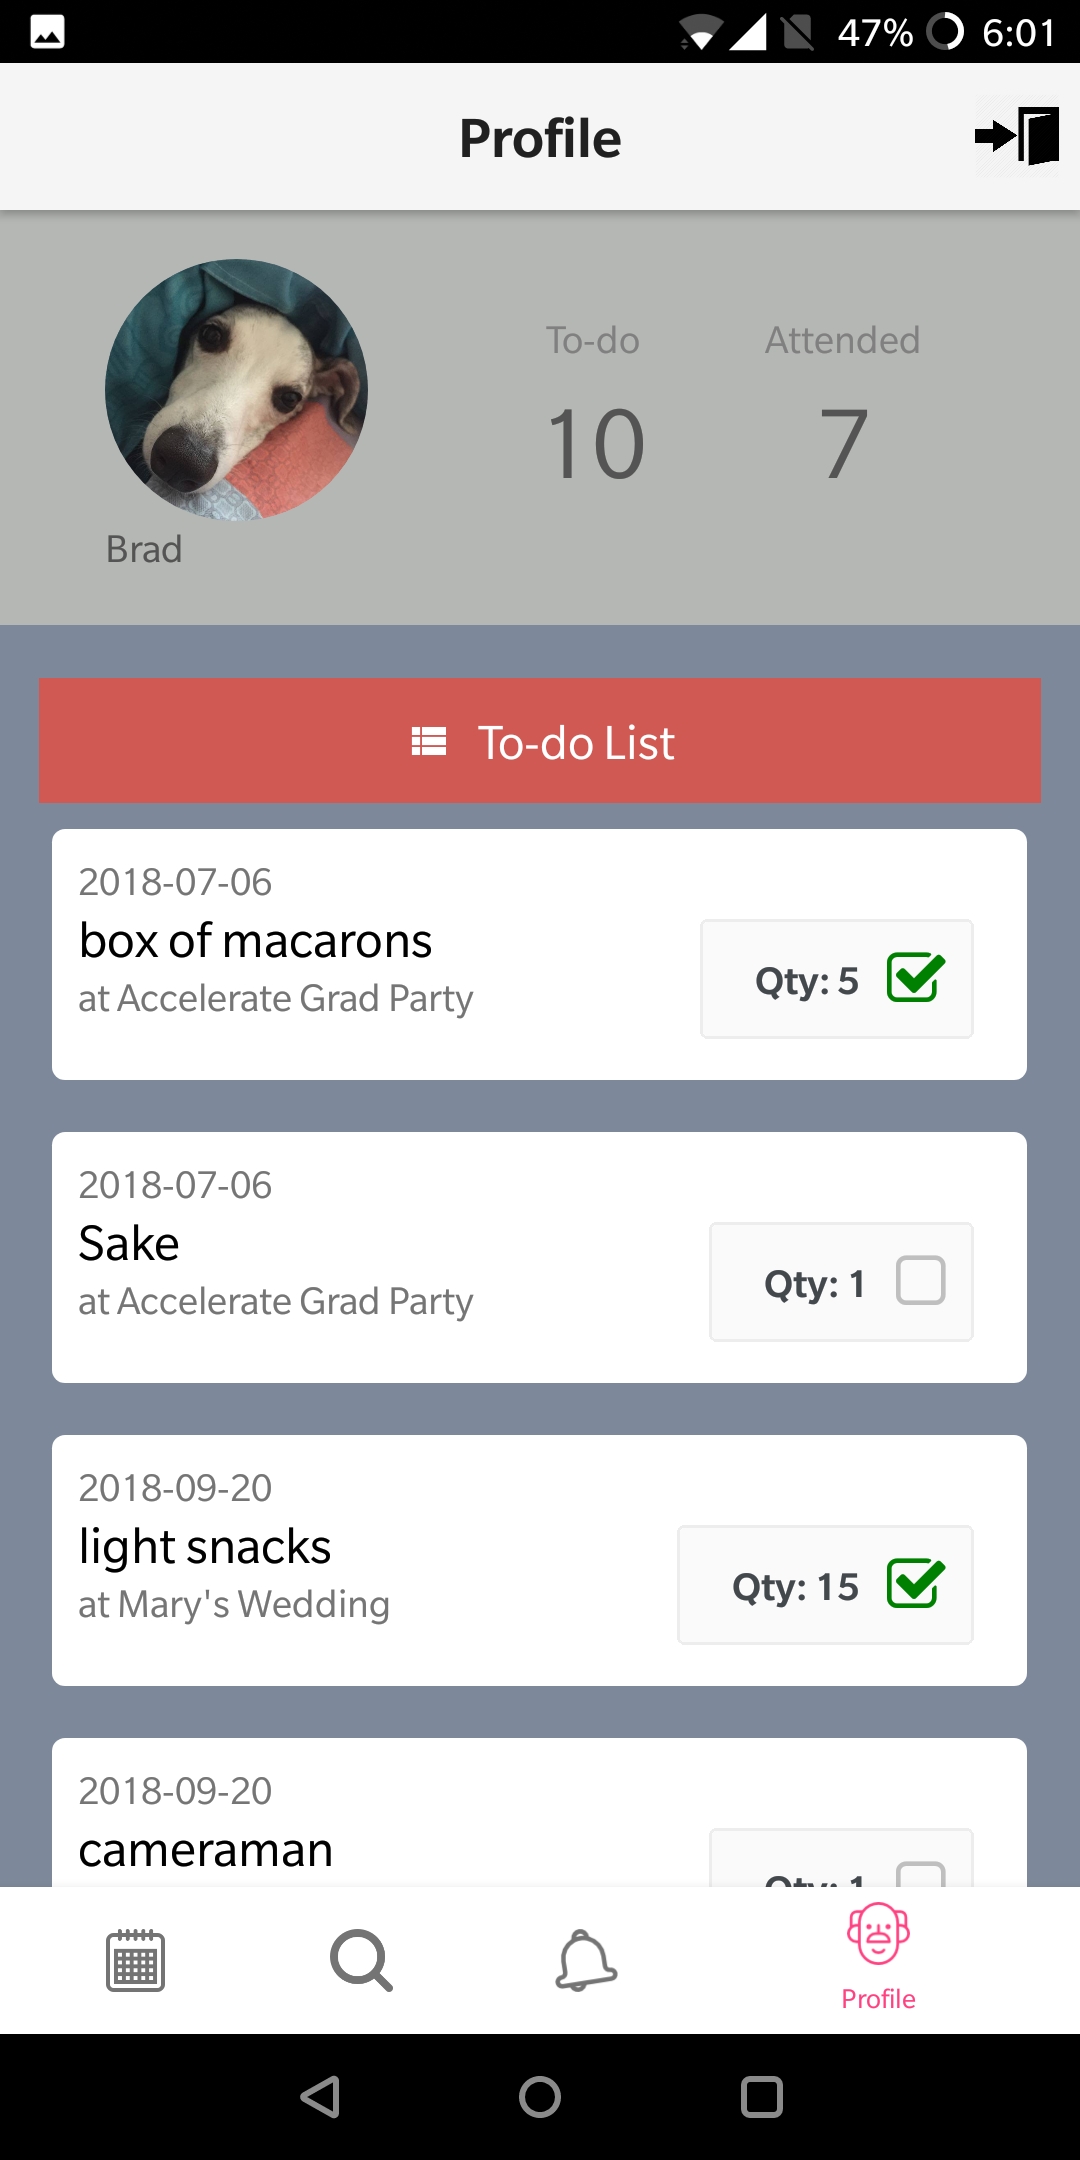 47% 6:01
Profile
To-do Attended
10 7
Brad
To-do List
2018-07-06
box of macarons
at Accelerate Grad Party
Qty: 5
2018-07-06
Sake
at Accelerate Grad Party
Qty: 1
2018-09-20
light snacks
at Mary's Wedding
Qty: 15
2018-09-20
cameraman
Qty: 1
Profile